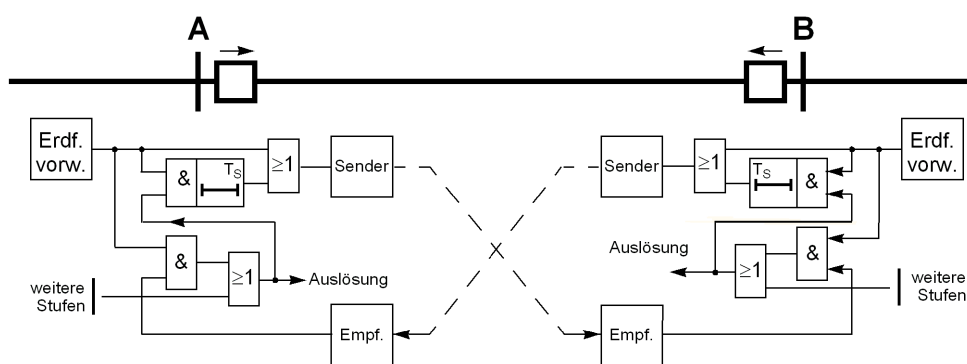 A
B
Erdf.
vorw.
&
T_S
≥1
Sender
Sender
≥1
T_S
&
Erdf.
vorw.
&
≥1
Auslösung
weitere
Stufen
Empf.
Auslösung
≥1
&
weitere
Stufen
Empf.